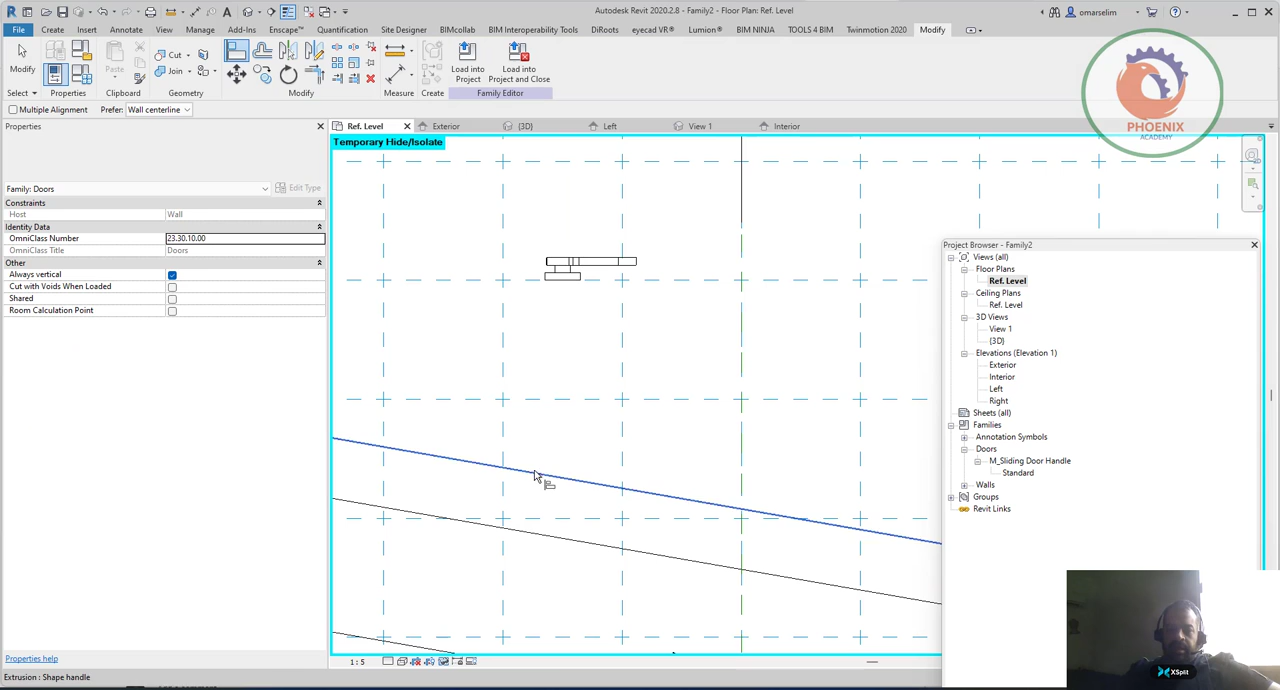 Autodesk Revit 2020.2.8 - Family2 - Floor Plan: Ref. Level
omarselim
File Create Insert Annotate View Manage Add-Ins Enscape™ Quantification Site Designer BIMcollab BIM Interoperability Tools DiRoots eyecad VR® Lumion® BIM NINJA TOOLS 4 BIM Twinmotion 2020 Modify
Modify Paste Cut Join Load into Project Load into Project and Close
Select Properties Clipboard Geometry Modify Measure Create Family Editor
Multiple Alignment Prefer: Wall centerline
PHOENIX
ACADEMY
Properties
Ref. Level Exterior {3D} Left View 1 Interior
Temporary Hide/Isolate
Family: Doors Edit Type
Constraints
Host Wall
Identity Data
OmniClass Number 23.30.10.00
OmniClass Title Doors
Other
Always vertical
Cut with Voids When Loaded
Shared
Room Calculation Point
Project Browser - Family2
Views (all)
Floor Plans
Ref. Level
Ceiling Plans
Ref. Level
3D Views
View 1
{3D}
Elevations (Elevation 1)
Exterior
Interior
Left
Right
Sheets (all)
Families
Annotation Symbols
Doors
M_Sliding Door Handle
Standard
Walls
Groups
Revit Links
Properties help
1 : 5
Extrusion : Shape handle
XSplit